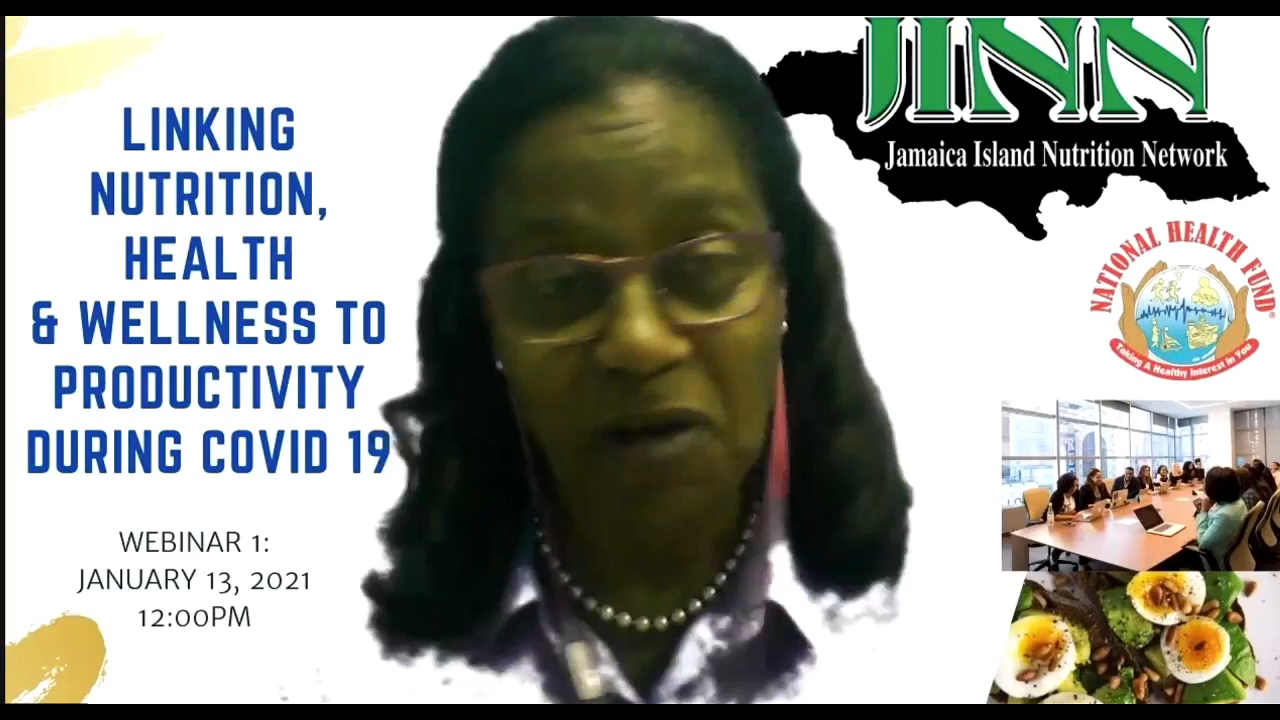 LINKING
NUTRITION,
HEALTH
& WELLNESS TO
PRODUCTIVITY
DURING COVID 19
WEBINAR 1:
JANUARY 13, 2021
12:00PM
JINN
Jamaica Island Nutrition Network
NATIONAL HEALTH FUND®
Taking A Healthy Interest In You